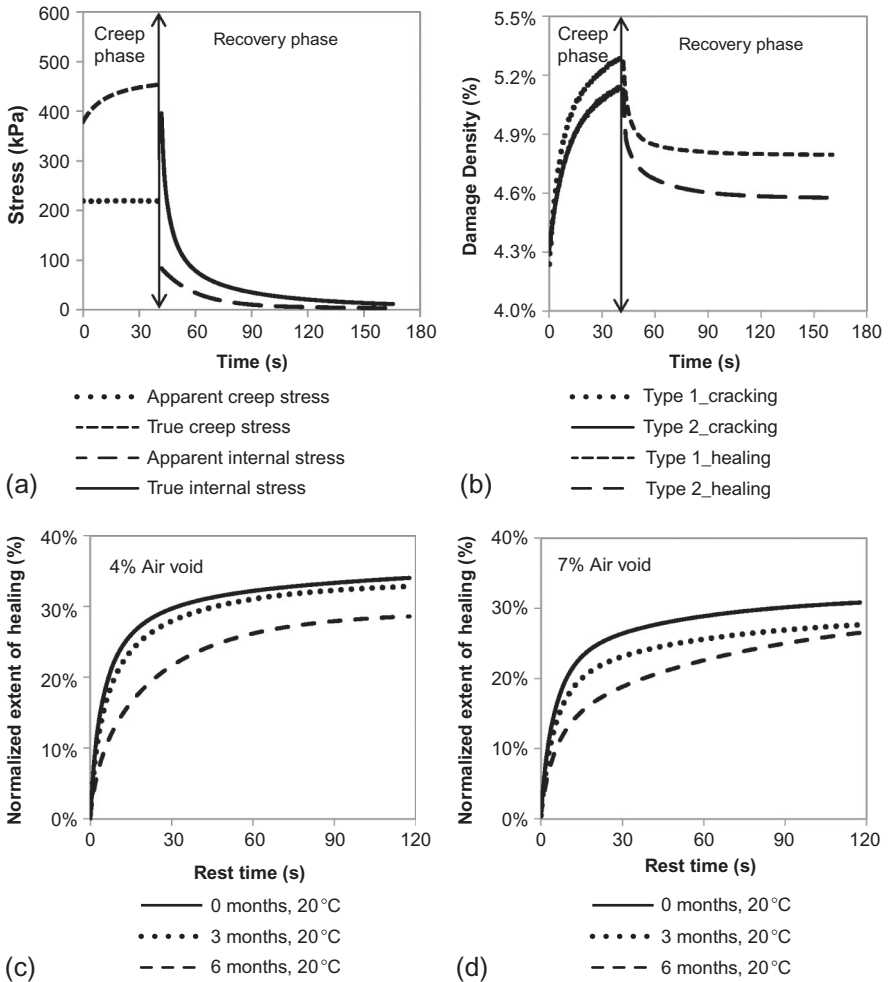 Stress (kPa)
600
500
400
300
200
100
0
Creep
phase
Recovery phase
0 30 60 90 120 150 180
Time (s)
Apparent creep stress
True creep stress
Apparent internal stress
True internal stress
(a)
Damage Density (%)
5.5%
5.2%
4.9%
4.6%
4.3%
4.0%
Creep
phase
Recovery phase
0 30 60 90 120 150 180
Time (s)
Type 1_cracking
Type 2_cracking
Type 1_healing
Type 2_healing
(b)
Normalized extent of healing (%)
40%
30%
20%
10%
0%
4% Air void
0 30 60 90 120
Rest time (s)
0 months, 20°C
3 months, 20°C
6 months, 20°C
(c)
Normalized extent of healing (%)
40%
30%
20%
10%
0%
7% Air void
0 30 60 90 120
Rest time (s)
0 months, 20°C
3 months, 20°C
6 months, 20°C
(d)